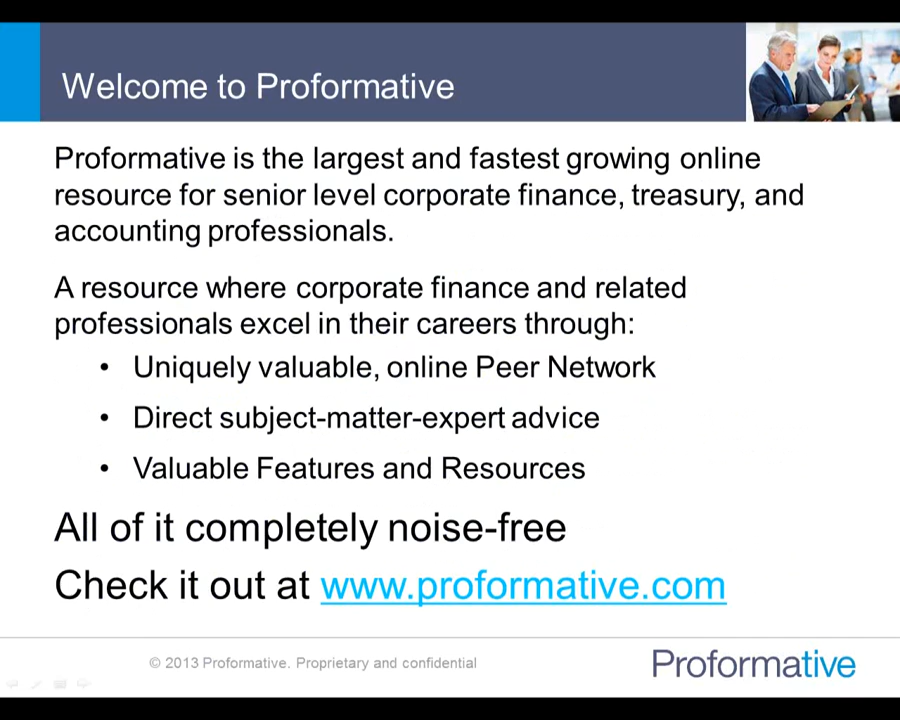 Welcome to Proformative
Proformative is the largest and fastest growing online
resource for senior level corporate finance, treasury, and
accounting professionals.
A resource where corporate finance and related
professionals excel in their careers through:
• Uniquely valuable, online Peer Network
• Direct subject-matter-expert advice
• Valuable Features and Resources
All of it completely noise-free
Check it out at www.proformative.com
© 2013 Proformative. Proprietary and confidential
Proformative